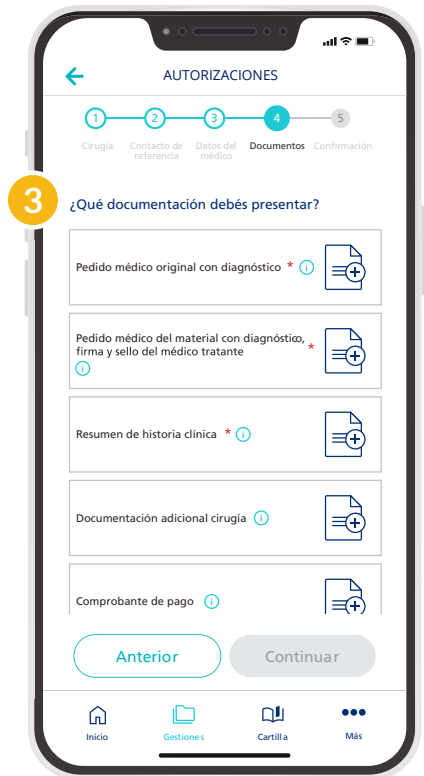 AUTORIZACIONES
1 2 3 4 5
Cirugía Contacto de referencia Datos del médico Documentos Confirmación
3
¿Qué documentación debés presentar?
Pedido médico original con diagnóstico * i
Pedido médico del material con diagnóstico, *
firma y sello del médico tratante
i
Resumen de historia clínica * i
Documentación adicional cirugía i
Comprobante de pago i
Anterior Continuar
Inicio Gestiones Cartilla Más